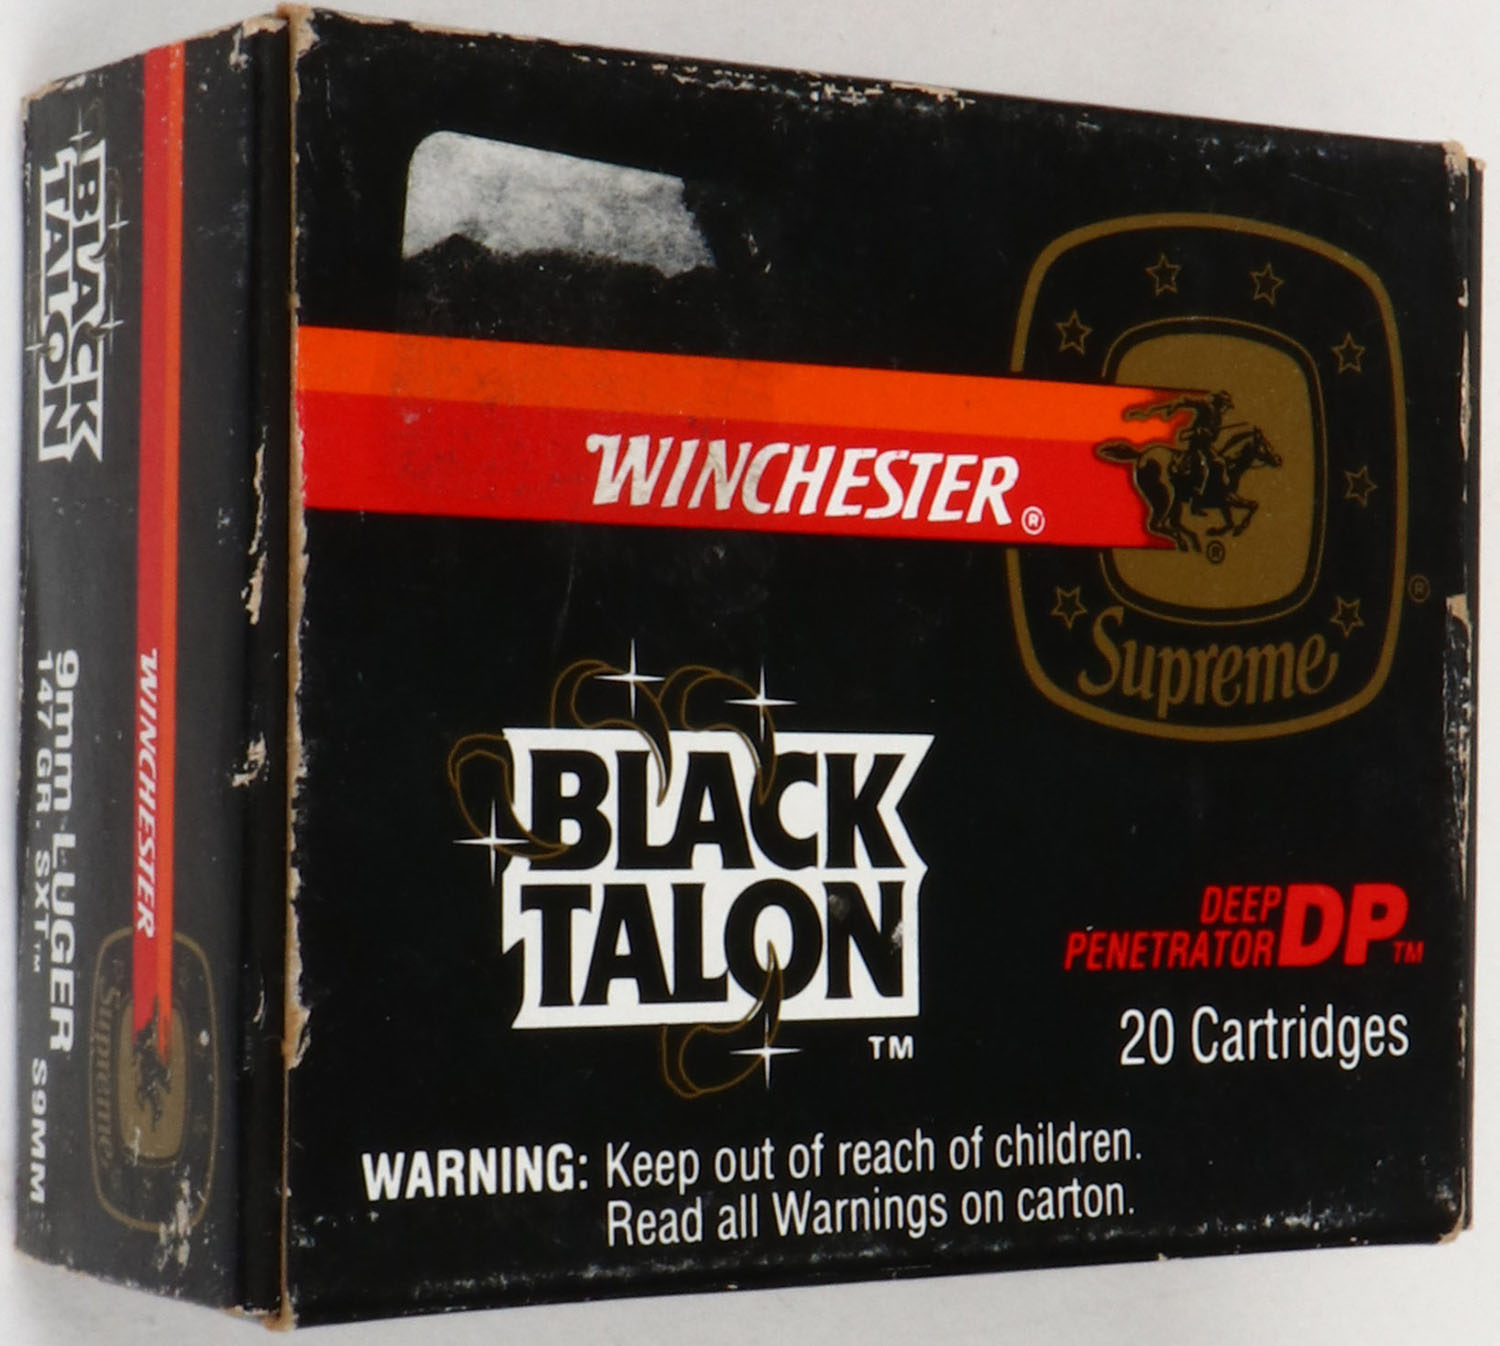 BLACK
TALON
WINCHESTER
9mm LUGER
147 GR. SXT™ S9MM
Supreme
WINCHESTER®
®
Supreme
®
BLACK
TALON
TM
DEEP
PENETRATOR DP™
20 Cartridges
WARNING: Keep out of reach of children.
Read all Warnings on carton.